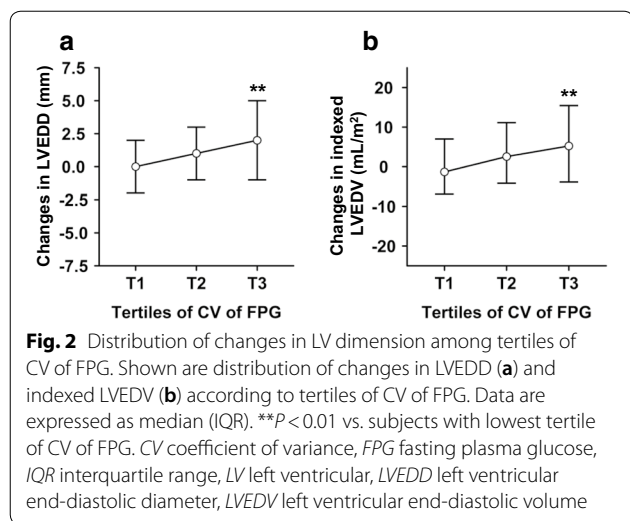 a
7.5
5.0
2.5
0.0
-2.5
-5.0
-7.5
Changes in LVEDD (mm)
**
T1 T2 T3
Tertiles of CV of FPG
b
20
10
0
-10
-20
Changes in indexed
LVEDV (mL/m²)
**
T1 T2 T3
Tertiles of CV of FPG
Fig. 2 Distribution of changes in LV dimension among tertiles of
CV of FPG. Shown are distribution of changes in LVEDD (a) and
indexed LVEDV (b) according to tertiles of CV of FPG. Data are
expressed as median (IQR). **P < 0.01 vs. subjects with lowest tertile
of CV of FPG. CV coefficient of variance, FPG fasting plasma glucose,
IQR interquartile range, LV left ventricular, LVEDD left ventricular
end-diastolic diameter, LVEDV left ventricular end-diastolic volume